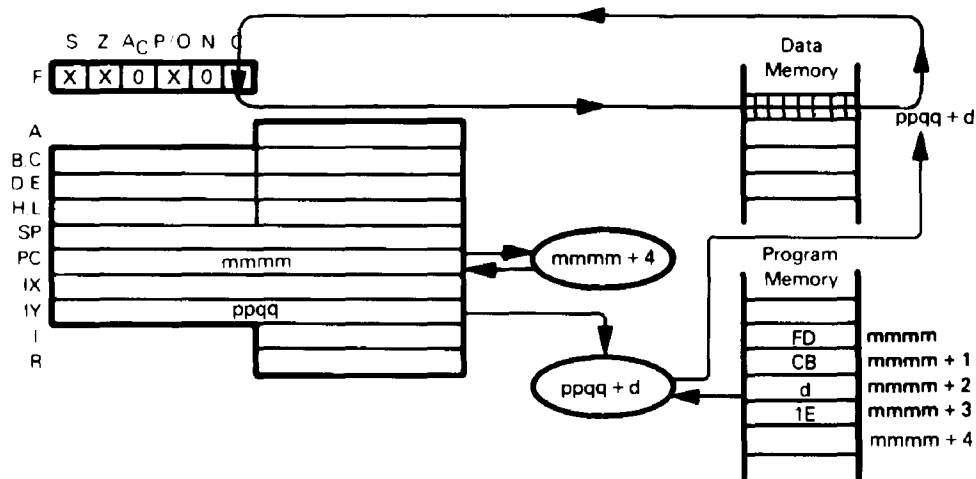 S Z AC P/O N C
F X X 0 X 0
Data
Memory
ppqq + d
A
B.C
D.E
H.L
SP
PC mmmm
mmmm + 4
IX
IY ppqq
I
R
ppqq + d
Program
Memory
FD mmmm
CB mmmm + 1
d mmmm + 2
1E mmmm + 3
mmmm + 4